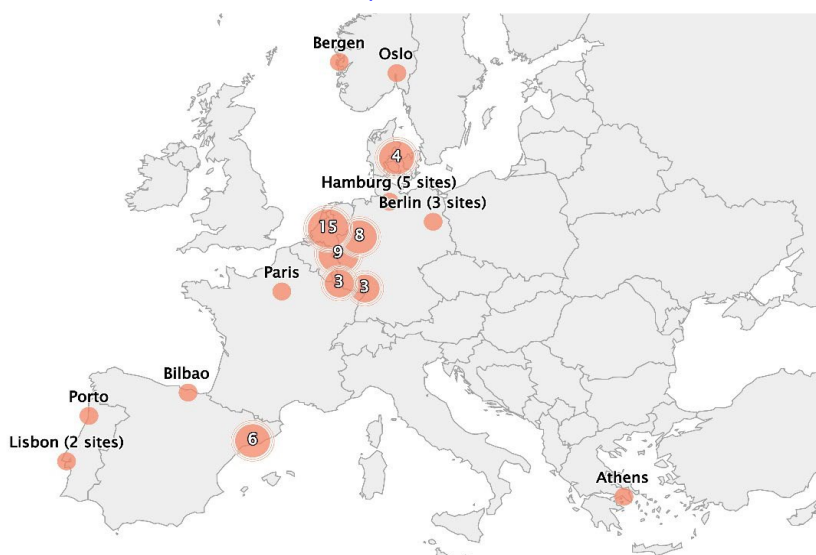 Bergen
Oslo
4
Hamburg (5 sites)
Berlin (3 sites)
15
8
9
Paris
3
3
Bilbao
Porto
Lisbon (2 sites)
6
Athens